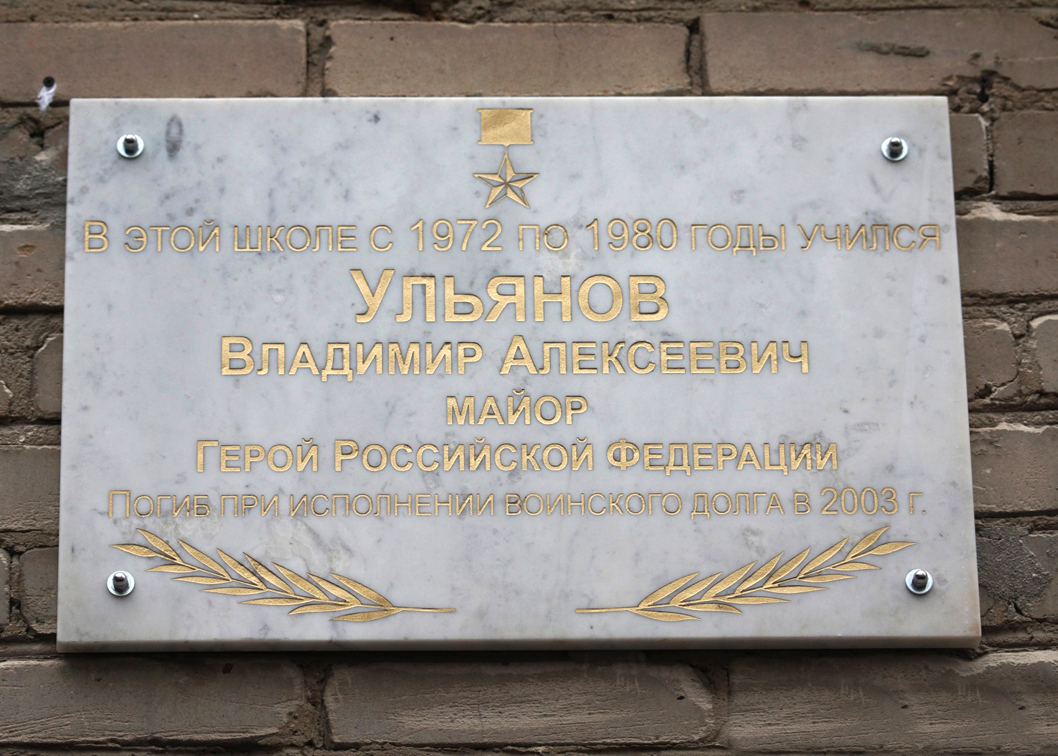 В этой школе с 1972 по 1980 годы учился
Ульянов
Владимир Алексеевич
майор
Герой Российской Федерации
Погиб при исполнении воинского долга в 2003 г.